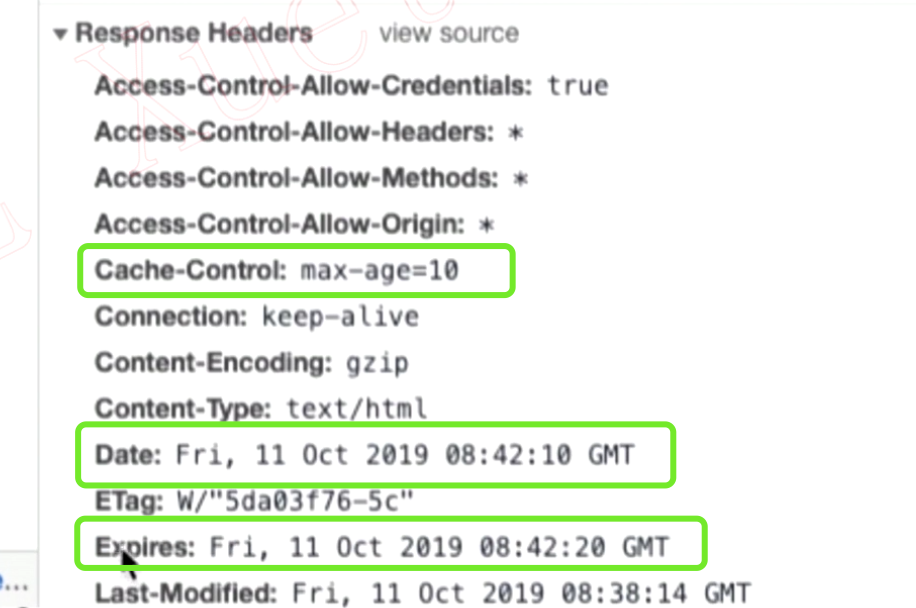 ▼ Response Headers view source
Access-Control-Allow-Credentials: true
Access-Control-Allow-Headers: *
Access-Control-Allow-Methods: *
Access-Control-Allow-Origin: *
Cache-Control: max-age=10
Connection: keep-alive
Content-Encoding: gzip
Content-Type: text/html
Date: Fri, 11 Oct 2019 08:42:10 GMT
ETag: W/"5da03f76-5c"
Expires: Fri, 11 Oct 2019 08:42:20 GMT
Last-Modified: Fri, 11 Oct 2019 08:38:14 GMT